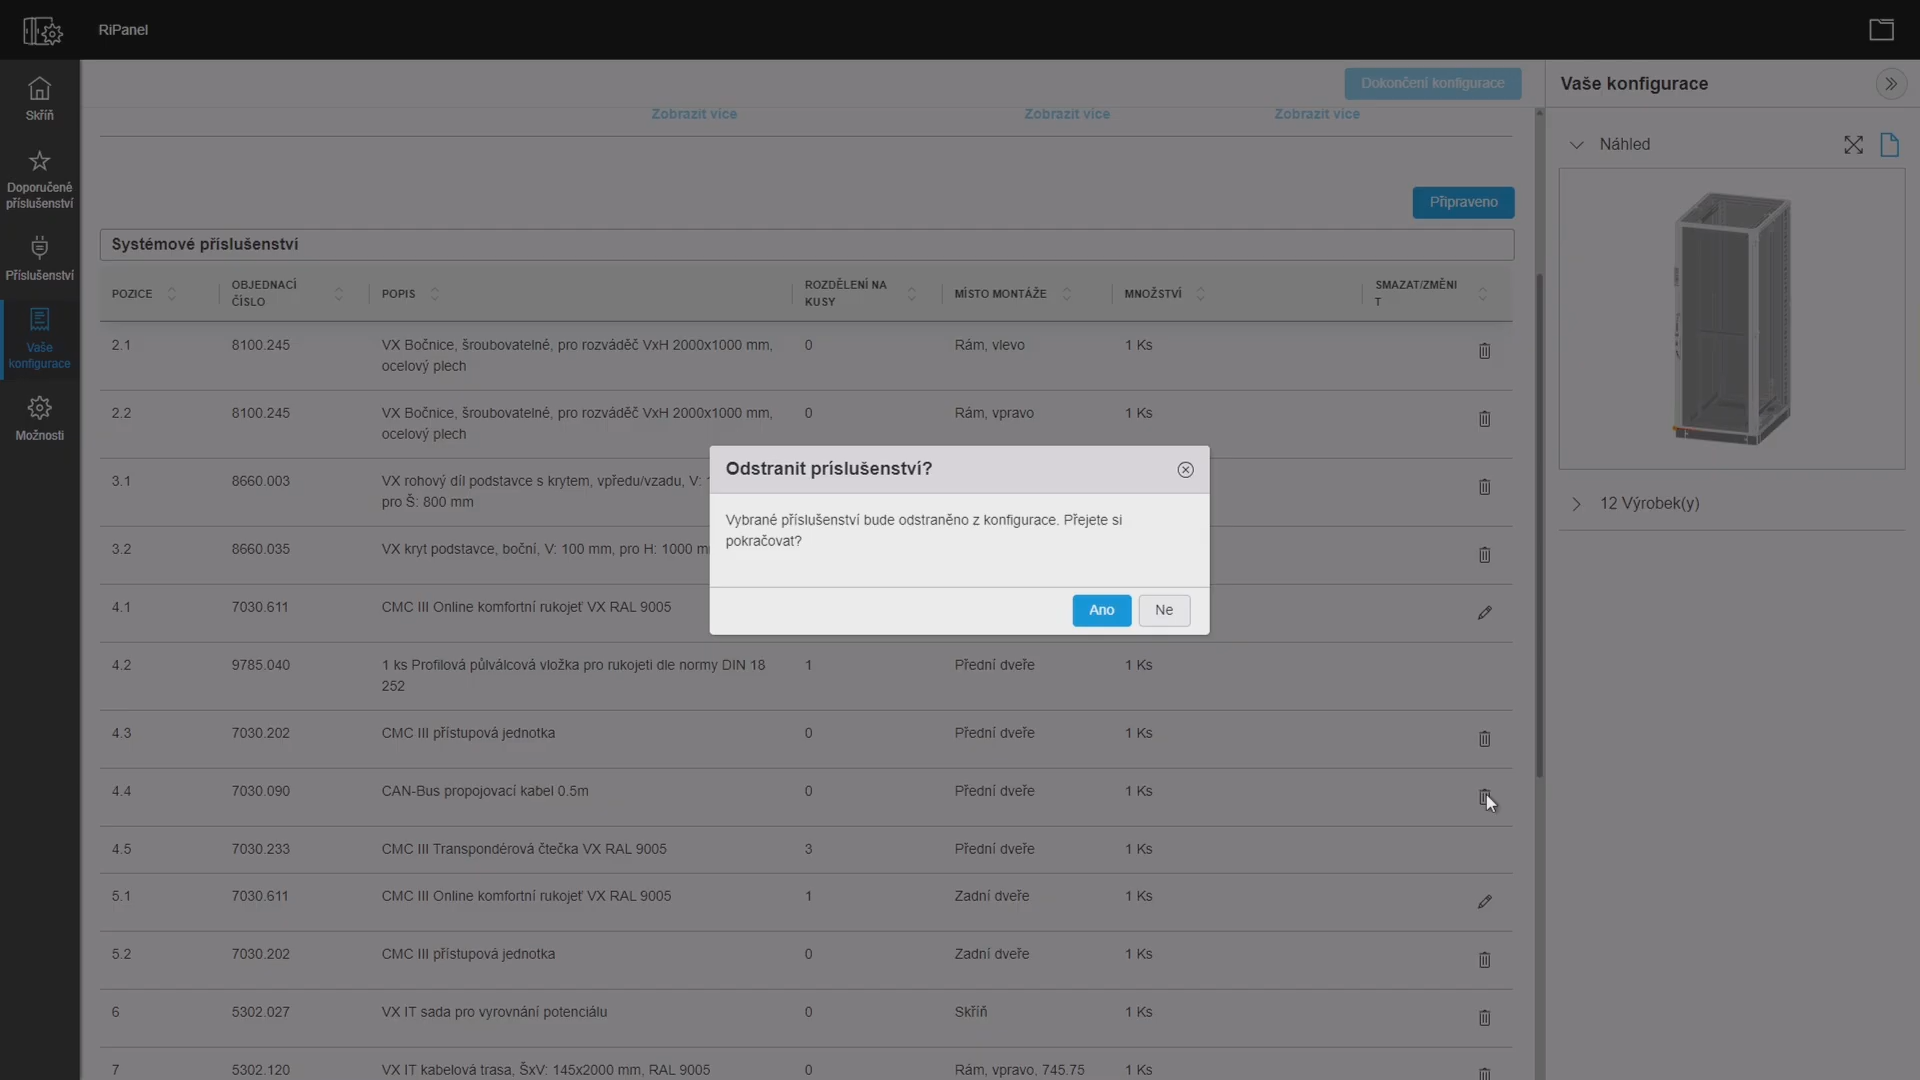 RiPanel
Dokončení konfigurace
Vaše konfigurace
Skříň
Doporučené
příslušenství
Příslušenství
Vaše
konfigurace
Možnosti
Zobrazit více
Zobrazit více
Zobrazit více
Náhled
Připraveno
Systémové příslušenství
POZICE
OBJEDNACÍ
ČÍSLO
POPIS
ROZDĚLENÍ NA
KUSY
MÍSTO MONTÁŽE
MNOŽSTVÍ
SMAZAT/ZMĚNI
T
2.1 8100.245 VX Bočnice, šroubovatelné, pro rozváděč VxH 2000x1000 mm, 0 Rám, vlevo 1 Ks
ocelový plech
2.2 8100.245 VX Bočnice, šroubovatelné, pro rozváděč VxH 2000x1000 mm, 0 Rám, vpravo 1 Ks
ocelový plech
3.1 8660.003 VX rohový díl podstavce s krytem, vpředu/vzadu, V:
pro Š: 800 mm
3.2 8660.035 VX kryt podstavce, boční, V: 100 mm, pro H: 1000
4.1 7030.611 CMC III Online komfortní rukojeť VX RAL 9005
4.2 9785.040 1 ks Profilová půlválcová vložka pro rukojeti dle normy DIN 18 1 Přední dveře 1 Ks
252
4.3 7030.202 CMC III přístupová jednotka 0 Přední dveře 1 Ks
4.4 7030.090 CAN-Bus propojovací kabel 0.5m 0 Přední dveře 1 Ks
4.5 7030.233 CMC III Transpondérová čtečka VX RAL 9005 3 Přední dveře 1 Ks
5.1 7030.611 CMC III Online komfortní rukojeť VX RAL 9005 1 Zadní dveře 1 Ks
5.2 7030.202 CMC III přístupová jednotka 0 Zadní dveře 1 Ks
6 5302.027 VX IT sada pro vyrovnání potenciálu 0 Skříň 1 Ks
7 5302.120 VX IT kabelová trasa, ŠxV: 145x2000 mm, RAL 9005 0 Rám, vpravo, 745.75 1 Ks
Odstranit príslušenství?
Vybrané příslušenství bude odstraněno z konfigurace. Přejete si
pokračovat?
Ano
Ne
12 Výrobek(y)